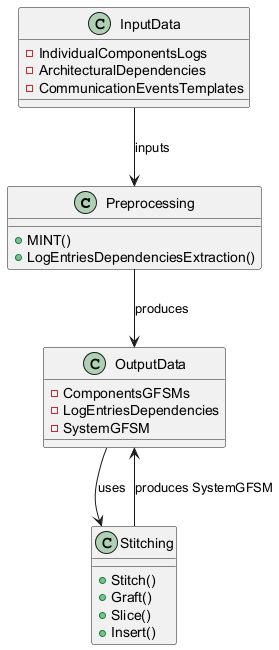 C InputData
IndividualComponentsLogs
ArchitecturalDependencies
CommunicationEventsTemplates
inputs
C Preprocessing
MINT()
LogEntriesDependenciesExtraction()
produces
C OutputData
ComponentsGFSMs
LogEntriesDependencies
SystemGFSM
uses
produces SystemGFSM
C Stitching
Stitch()
Graft()
Slice()
Insert()